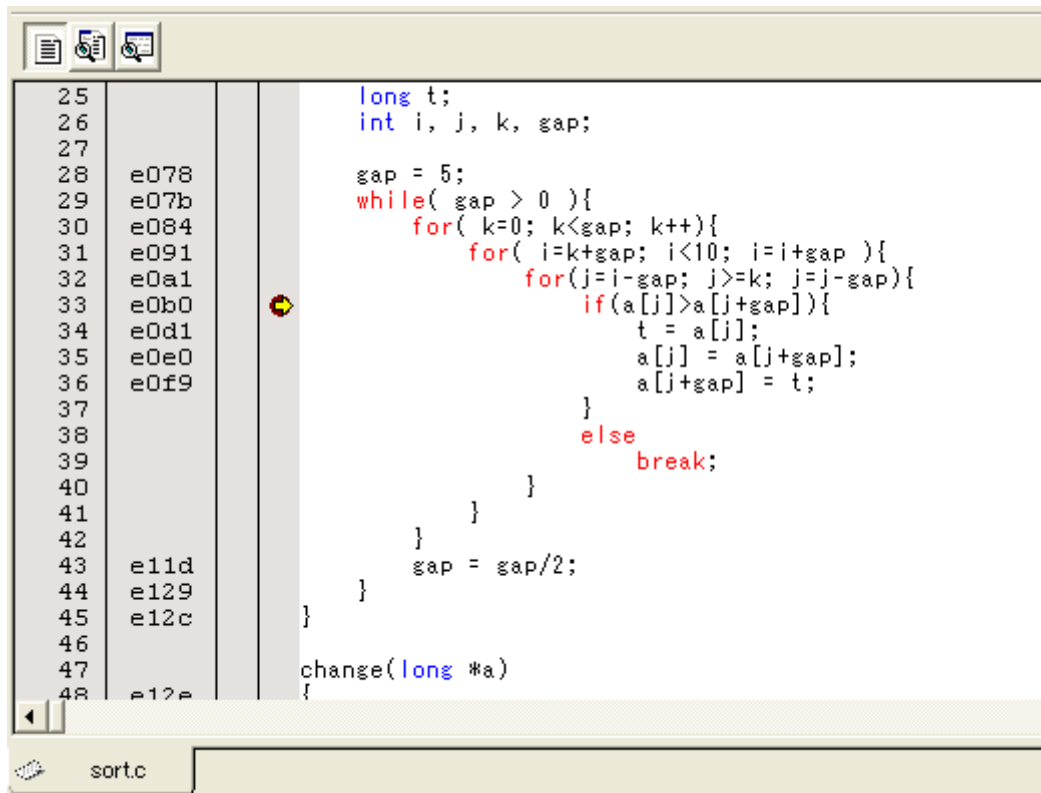 25 long t;
26 int i, j, k, gap;
27
28 e078 gap = 5;
29 e07b while( gap > 0 ){
30 e084 for( k=0; k<gap; k++){
31 e091 for( i=k+gap; i<10; i=i+gap ){
32 e0a1 for(j=i-gap; j>=k; j=j-gap){
33 e0b0 if(a[j]>a[j+gap]){
34 e0d1 t = a[j];
35 e0e0 a[j] = a[j+gap];
36 e0f9 a[j+gap] = t;
37 }
38 else
39 break;
40 }
41 }
42 }
43 e11d gap = gap/2;
44 e129 }
45 e12c }
46
47 change(long *a)
48 e12e {
sort.c